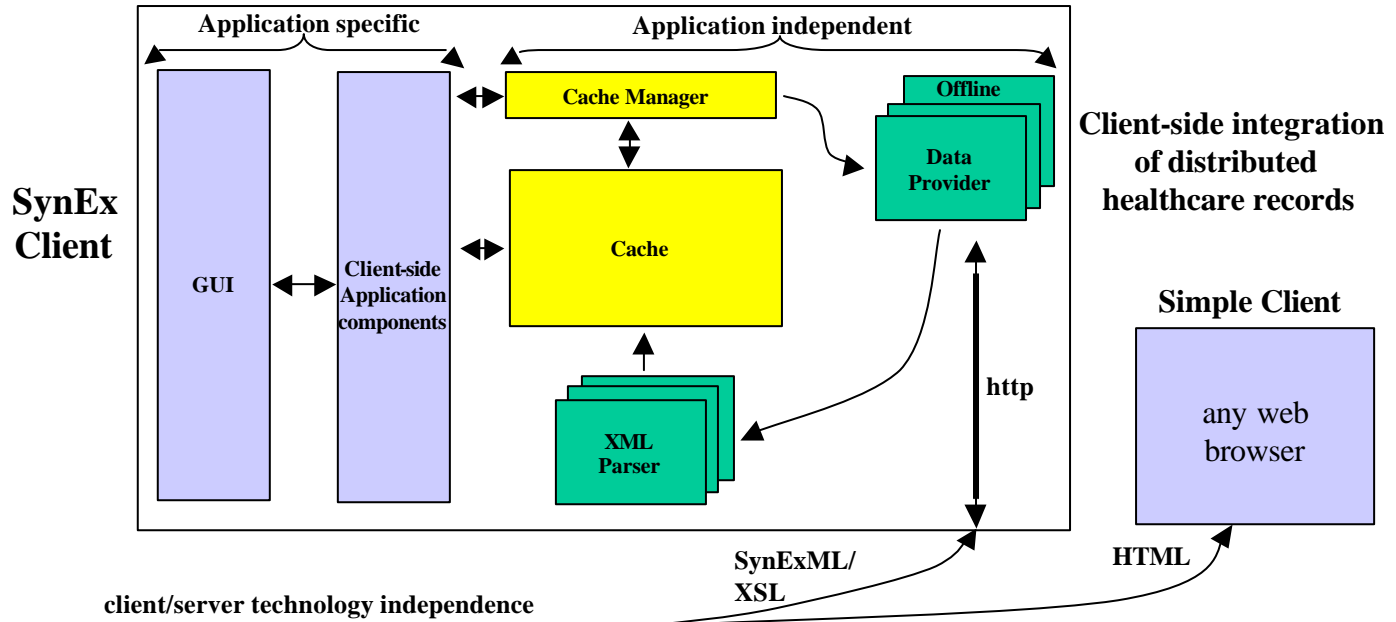 Application specific
Application independent
SynEx
Client
GUI
Client-side
Application
components
Cache Manager
Cache
XML
Parser
Offline
Data
Provider
http
Client-side integration
of distributed
healthcare records
Simple Client
any web
browser
SynExML/
XSL
HTML
client/server technology independence